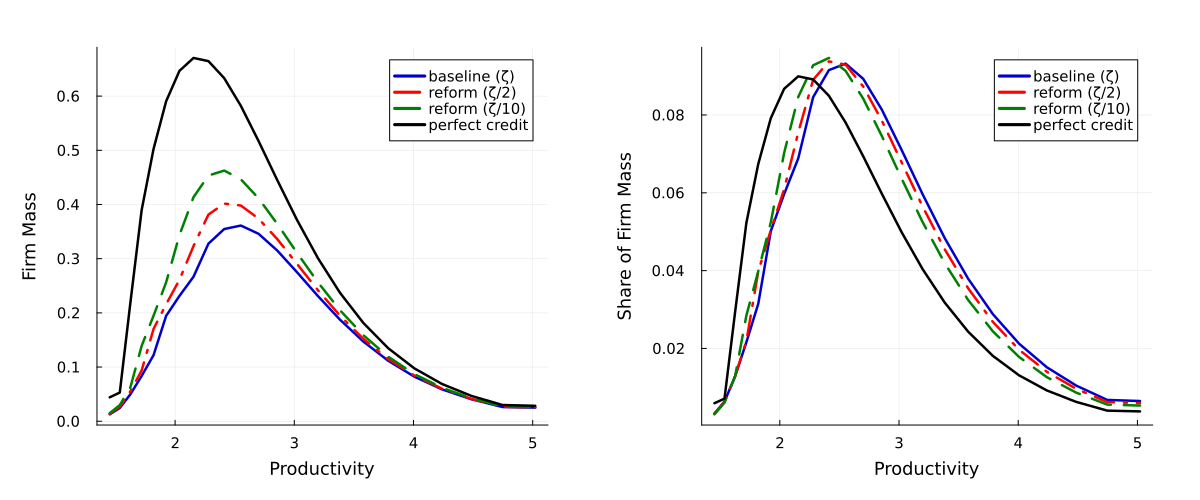 Firm Mass
0.6
0.5
0.4
0.3
0.2
0.1
0.0
2
3
4
5
Productivity
baseline (ζ)
reform (ζ/2)
reform (ζ/10)
perfect credit
Share of Firm Mass
0.08
0.06
0.04
0.02
2
3
4
5
Productivity
baseline (ζ)
reform (ζ/2)
reform (ζ/10)
perfect credit